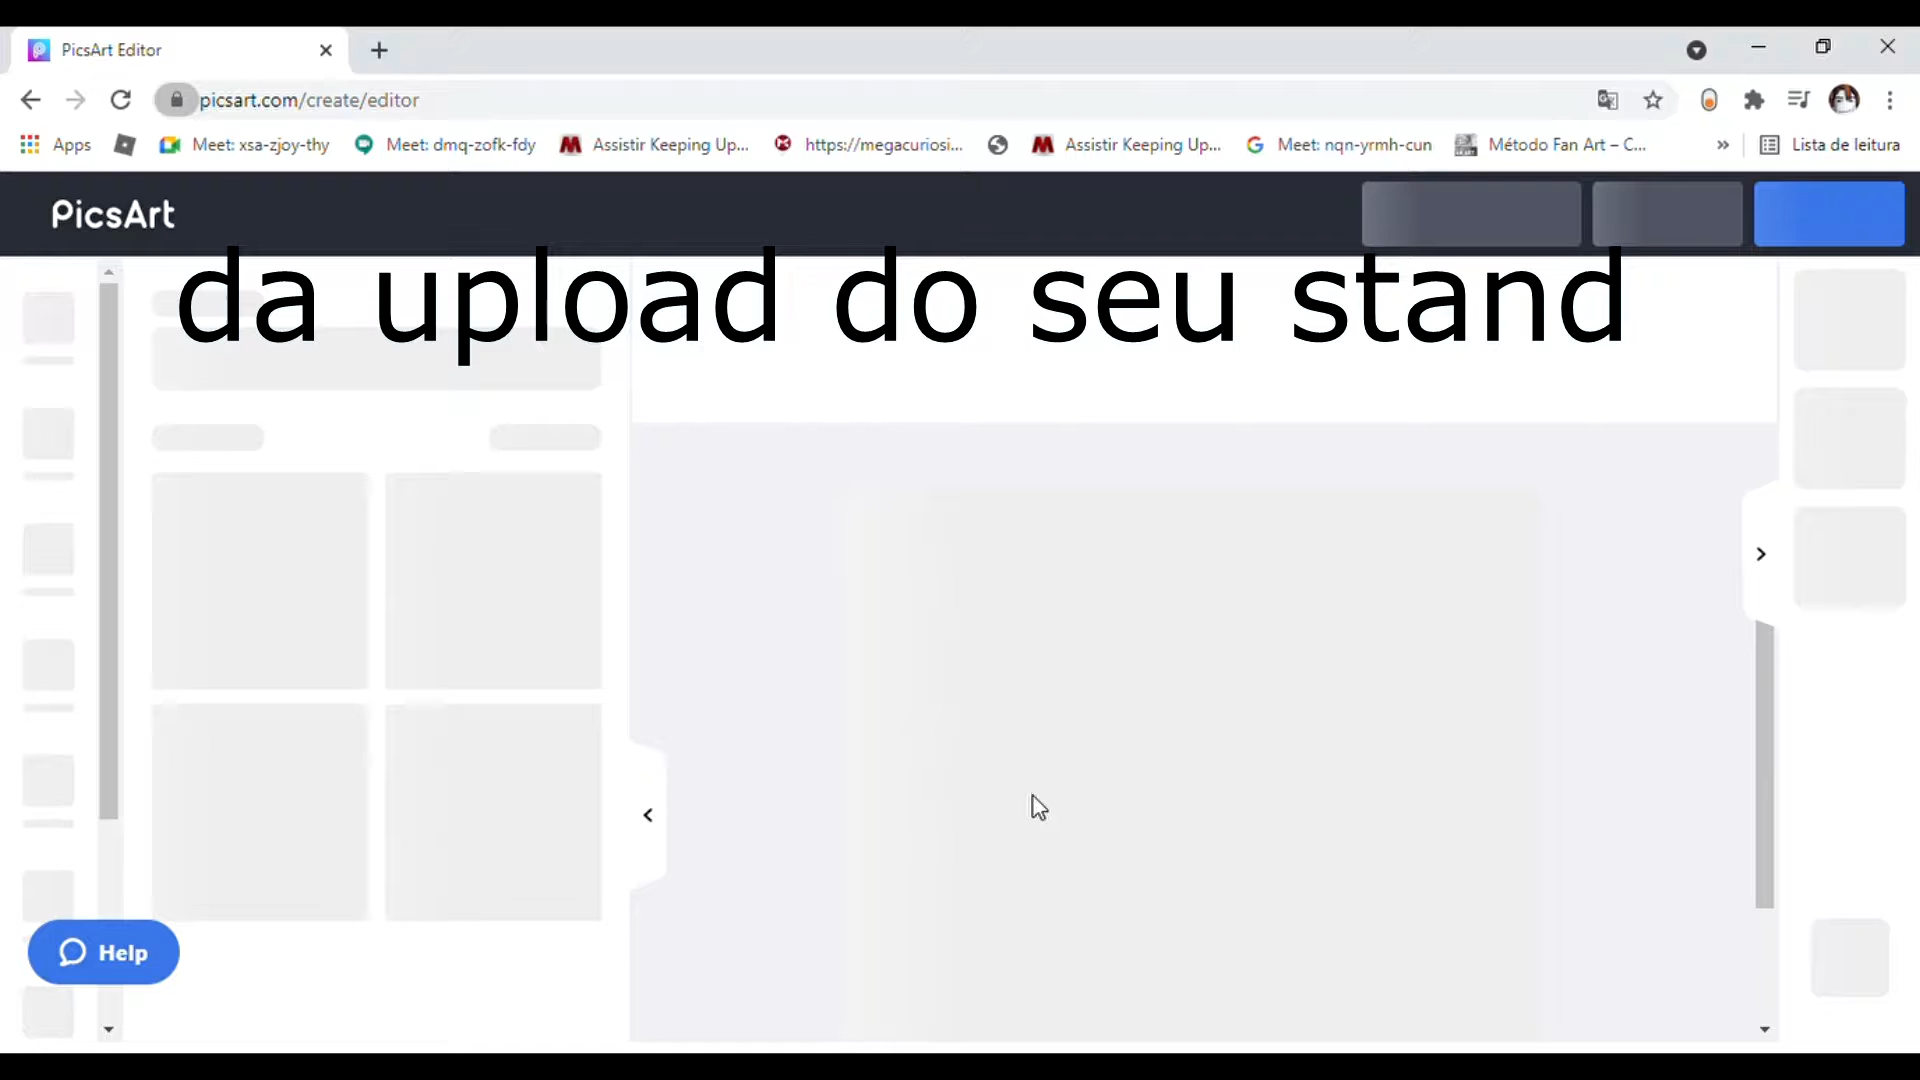 PicsArt Editor
picsart.com/create/editor
Apps Meet: xsa-zjoy-thy Meet: dmq-zofk-fdy Assistir Keeping Up... https://megacuriosi... Assistir Keeping Up... Meet: nqn-yrmh-cun Método Fan Art – C... » Lista de leitura
PicsArt
da upload do seu stand
Help